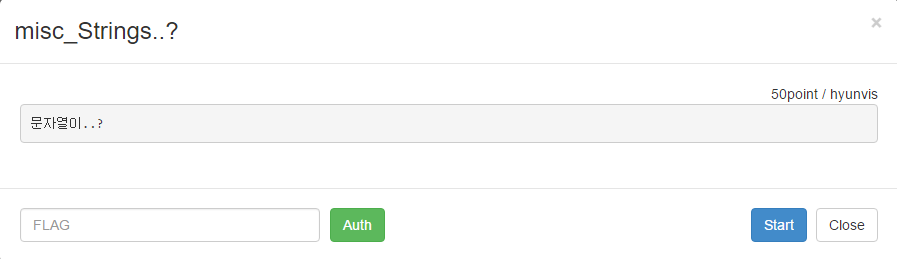 misc_Strings..?
×
50point / hyunvis
문자열이..?
FLAG
Auth
Start
Close